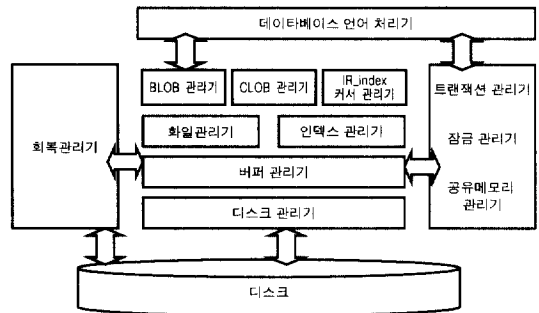 데이타베이스 언어 처리기
BLOB 관리기
CLOB 관리기
IR_index
커서 관리기
트랜잭션 관리기
화일관리기
인덱스 관리기
회복관리기
잠금 관리기
버퍼 관리기
공유메모리
관리기
디스크 관리기
디스크